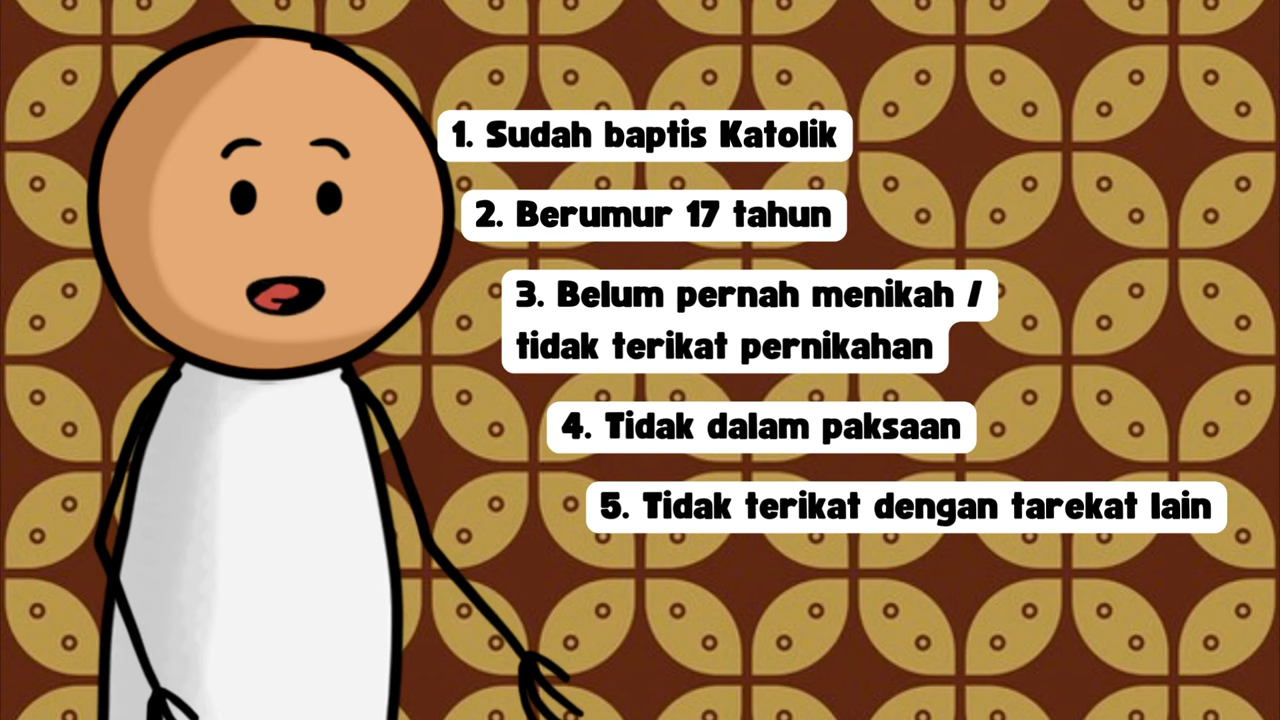 1. Sudah baptis Katolik
2. Berumur 17 tahun
3. Belum pernah menikah /
tidak terikat pernikahan
4. Tidak dalam paksaan
5. Tidak terikat dengan tarekat lain